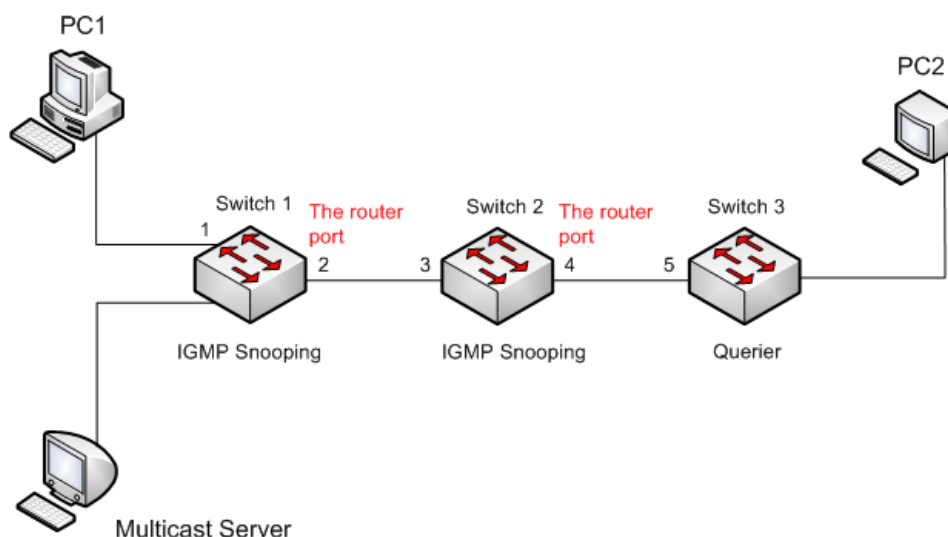 PC1
PC2
Switch 1
The router
port
Switch 2
The router
port
Switch 3
1
2
3
4
5
IGMP Snooping
IGMP Snooping
Querier
Multicast Server